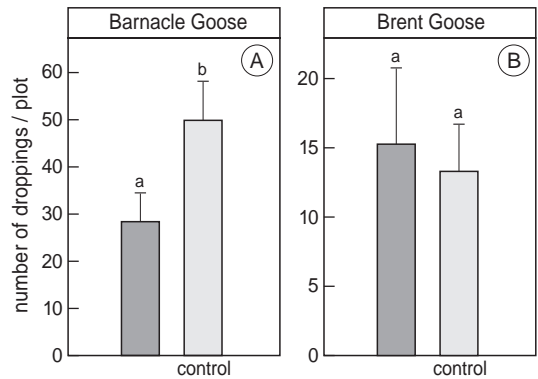 Barnacle Goose
Brent Goose
number of droppings / plot
A
60
50
40
30
20
10
0
a
b
control
B
20
15
10
5
0
a
a
control